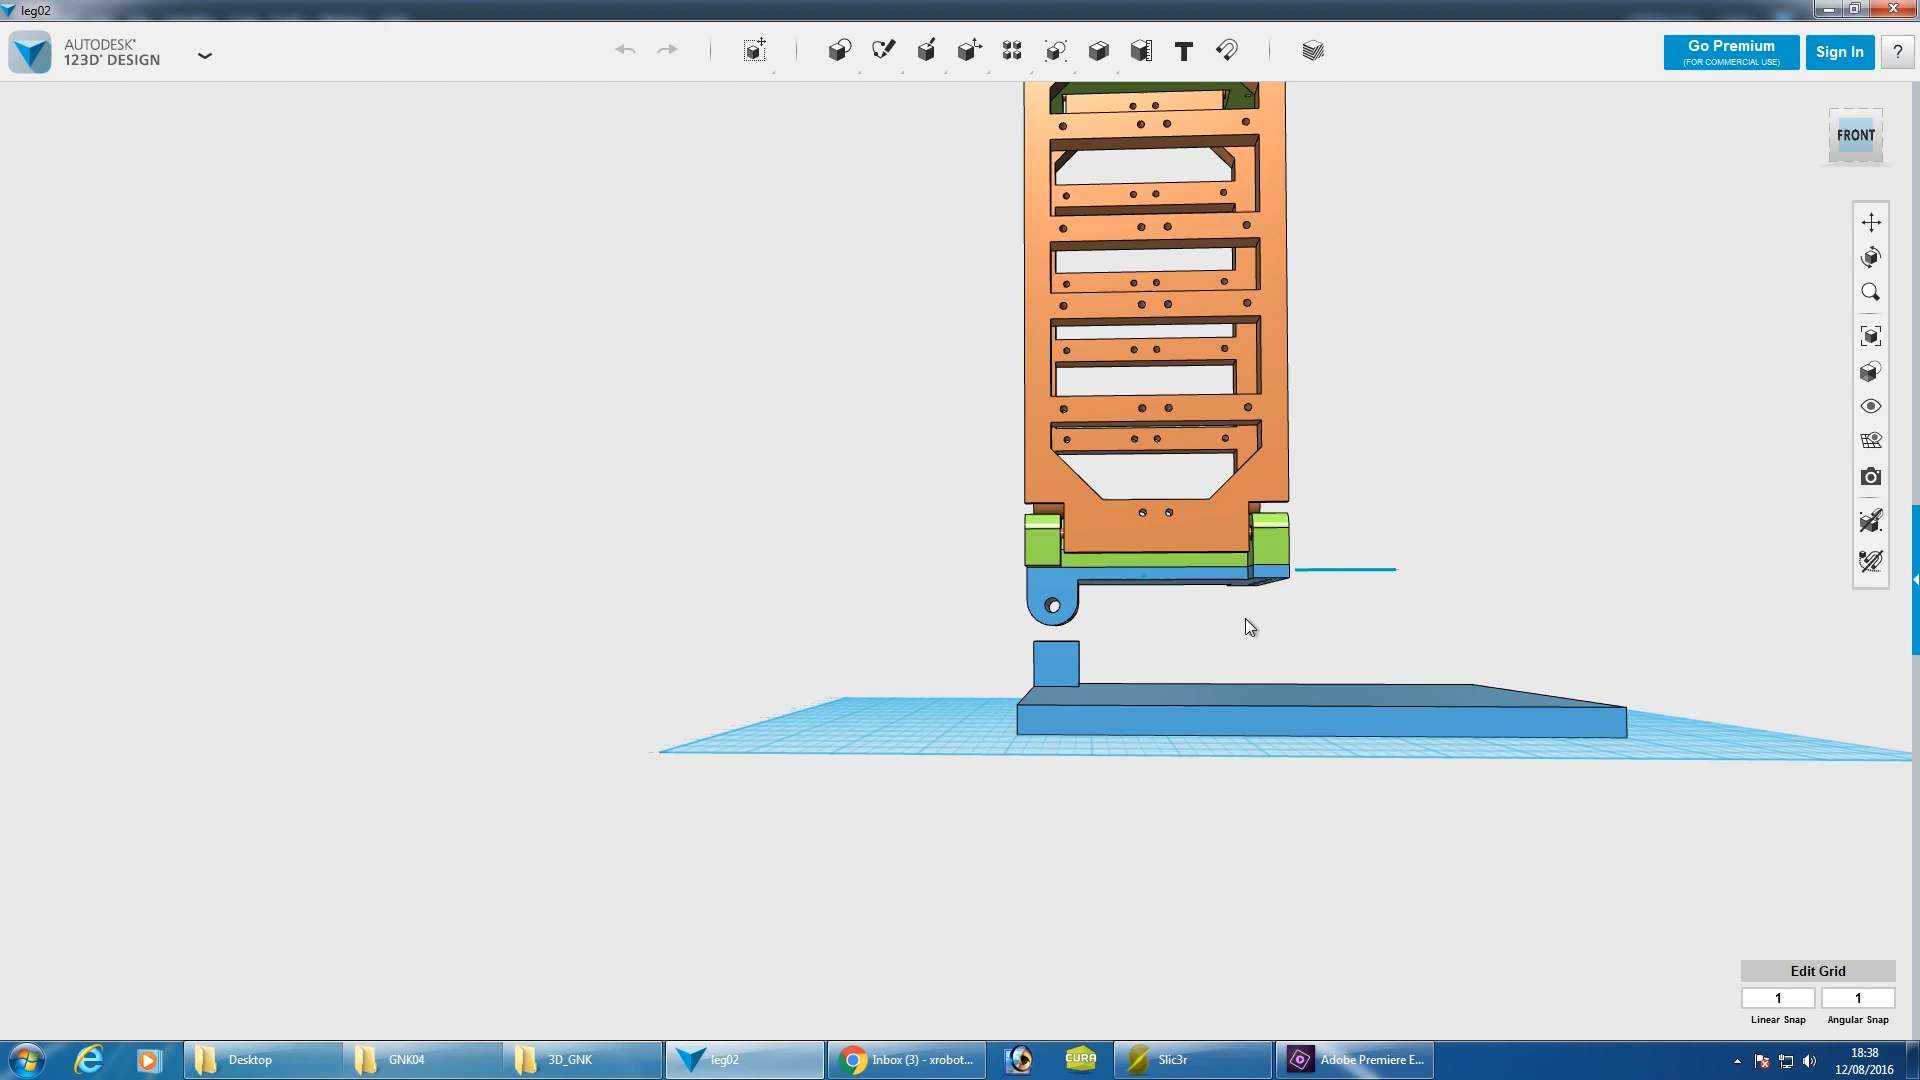 leg02
AUTODESK®
123D® DESIGN
T
Go Premium
(FOR COMMERCIAL USE)
Sign In
?
FRONT
Edit Grid
1
1
Linear Snap
Angular Snap
Desktop
GNK04
3D_GNK
leg02
Inbox (3) - xrobot...
CURA
Slic3r
Adobe Premiere E...
18:38
12/08/2016